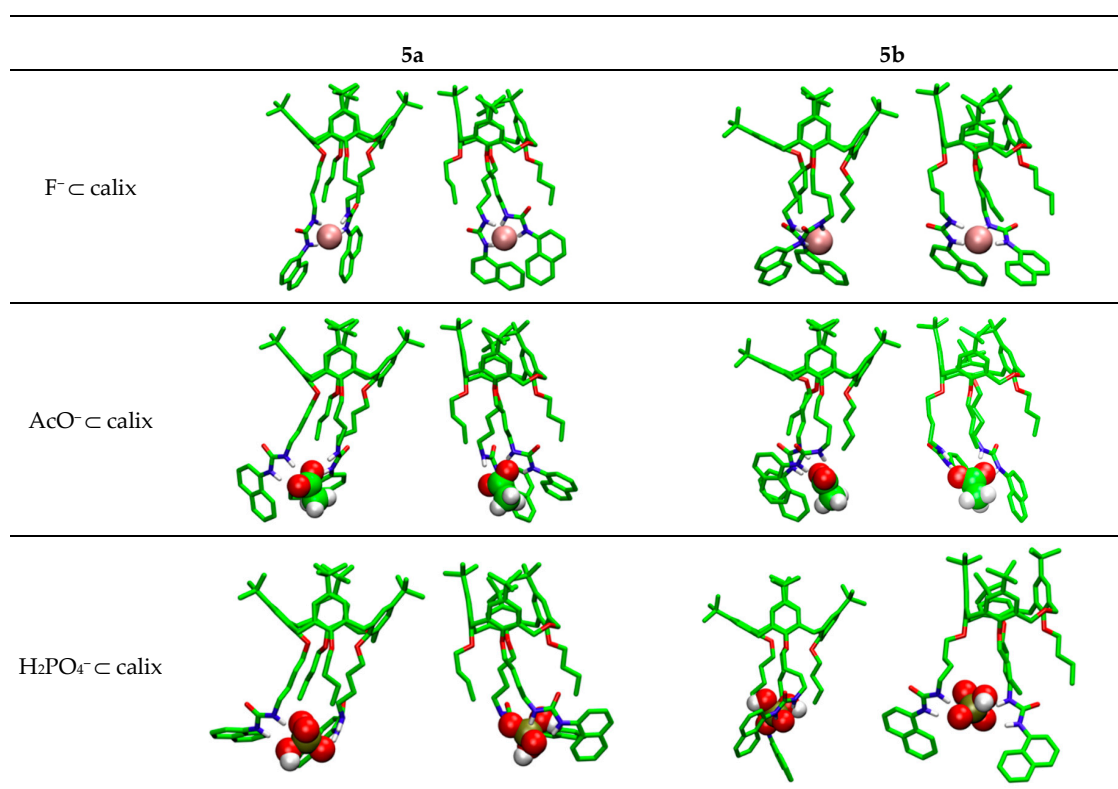 5a 5b
F⁻ ⊂ calix
AcO⁻ ⊂ calix
H₂PO₄⁻ ⊂ calix